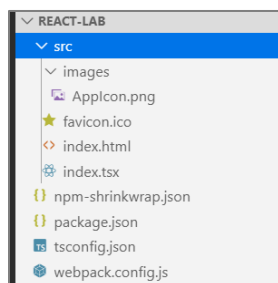 REACT-LAB
src
images
AppIcon.png
favicon.ico
index.html
index.tsx
npm-shrinkwrap.json
package.json
tsconfig.json
webpack.config.js